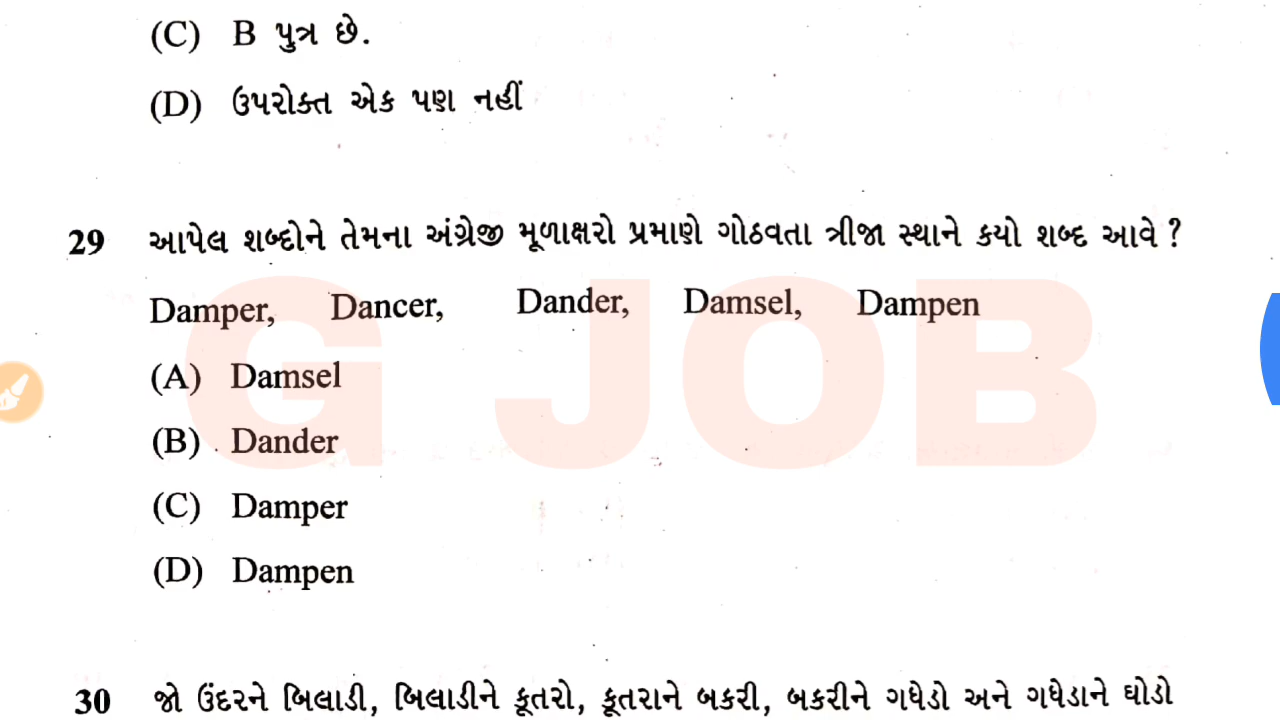 (C) B પુત્ર છે.
(D) ઉપરોક્ત એક પણ નહીં
29 આપેલ શબ્દોને તેમના અંગ્રેજી મૂળાક્ષરો પ્રમાણે ગોઠવતા ત્રીજા સ્થાને કયો શબ્દ આવે ?
Damper, Dancer, Dander, Damsel, Dampen
G JOB
(A) Damsel
(B) Dander
(C) Damper
(D) Dampen
30 જો ઉંદરને બિલાડી, બિલાડીને કૂતરો, કૂતરાને બકરી, બકરીને ગધેડો અને ગધેડાને ઘોડો